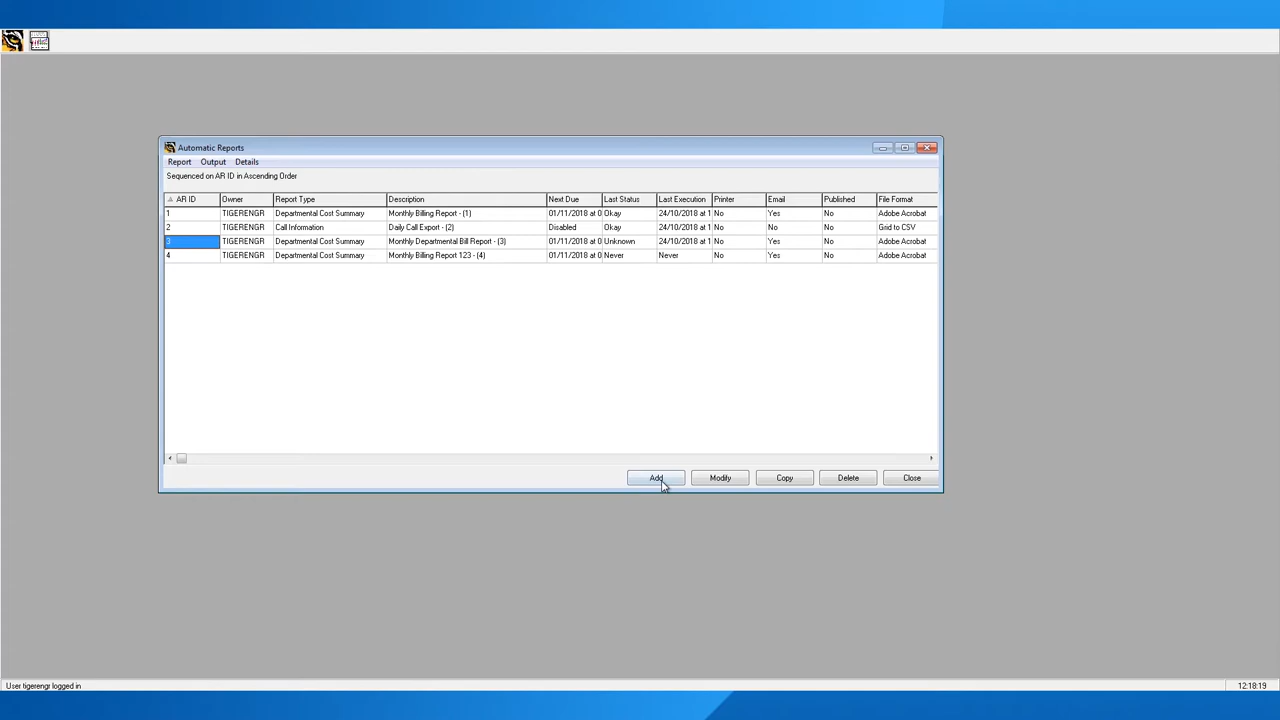 Automatic Reports
Report Output Details
Sequenced on AR ID in Ascending Order
AR ID Owner Report Type Description Next Due Last Status Last Execution Printer Email Published File Format
1 TIGERENGR Departmental Cost Summary Monthly Billing Report - (1) 01/11/2018 at 0 Okay 24/10/2018 at 1 No Yes No Adobe Acrobat
2 TIGERENGR Call Information Daily Call Export - (2) Disabled Okay 24/10/2018 at 1 No No No Grid to CSV
3 TIGERENGR Departmental Cost Summary Monthly Departmental Bill Report - (3) 01/11/2018 at 0 Unknown 24/10/2018 at 1 No Yes No Adobe Acrobat
4 TIGERENGR Departmental Cost Summary Monthly Billing Report 123 - (4) 01/11/2018 at 0 Never Never No Yes No Adobe Acrobat
Add Modify Copy Delete Close
User tigerengr logged in 12:18:19